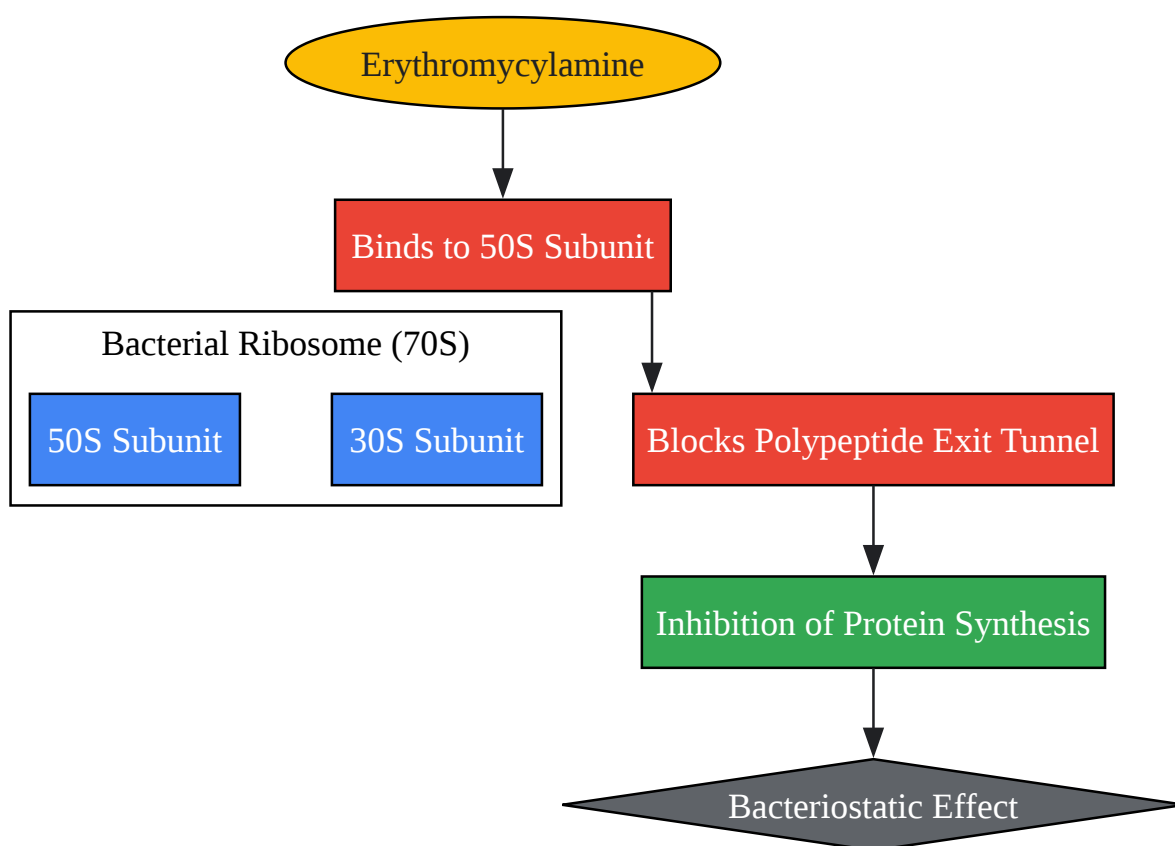 Erythromycylamine
Binds to 50S Subunit
Bacterial Ribosome (70S)
50S Subunit
30S Subunit
Blocks Polypeptide Exit Tunnel
Inhibition of Protein Synthesis
Bacteriostatic Effect